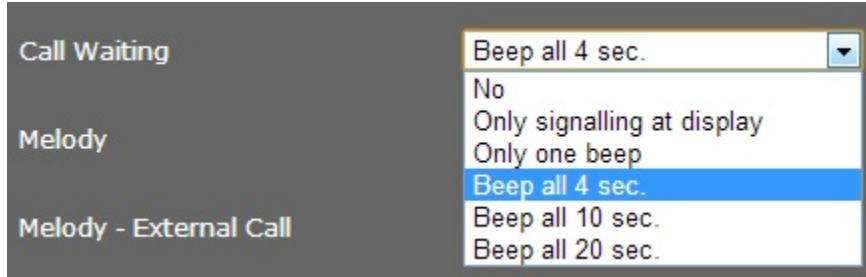 Call Waiting
Beep all 4 sec.
No
Only signalling at display
Melody
Only one beep
Beep all 4 sec.
Melody - External Call
Beep all 10 sec.
Beep all 20 sec.